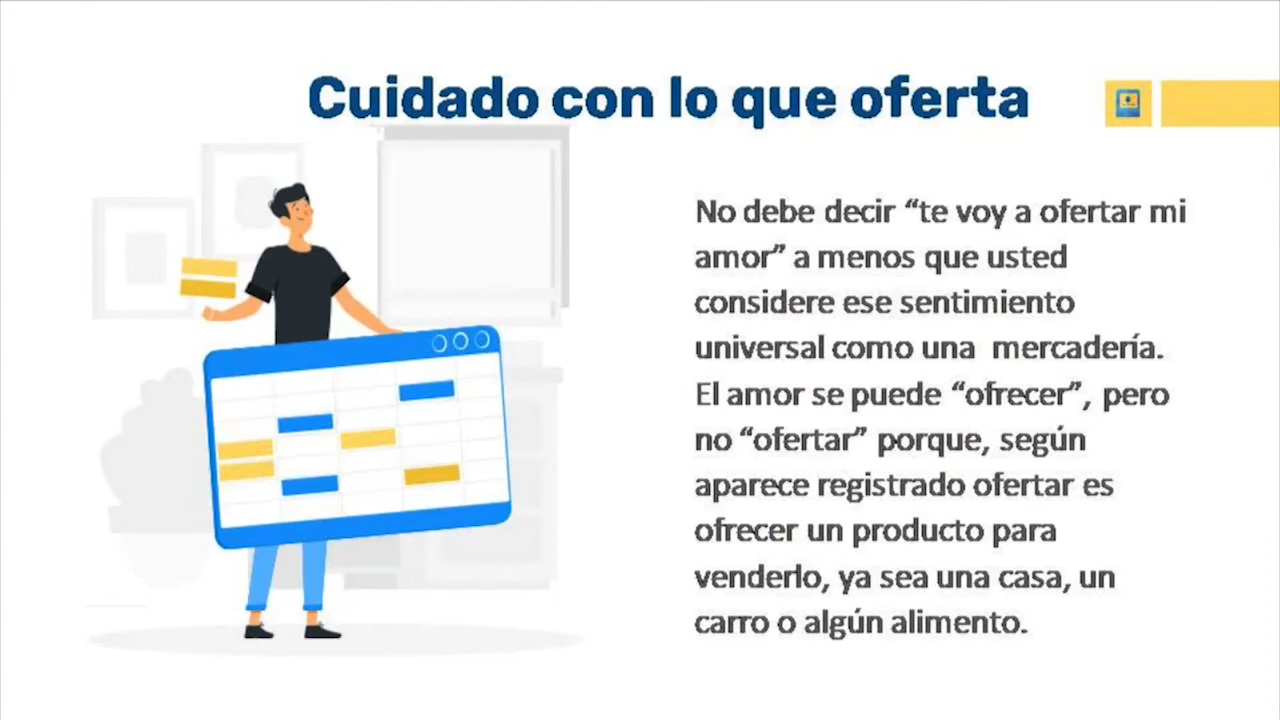 Cuidado con lo que oferta
No debe decir “te voy a ofertar mi
amor” a menos que usted
considere ese sentimiento
universal como una  mercadería.
El amor se puede “ofrecer”, pero
no “ofertar” porque, según
aparece registrado ofertar es
ofrecer un producto para
venderlo, ya sea una casa, un
carro o algún alimento.